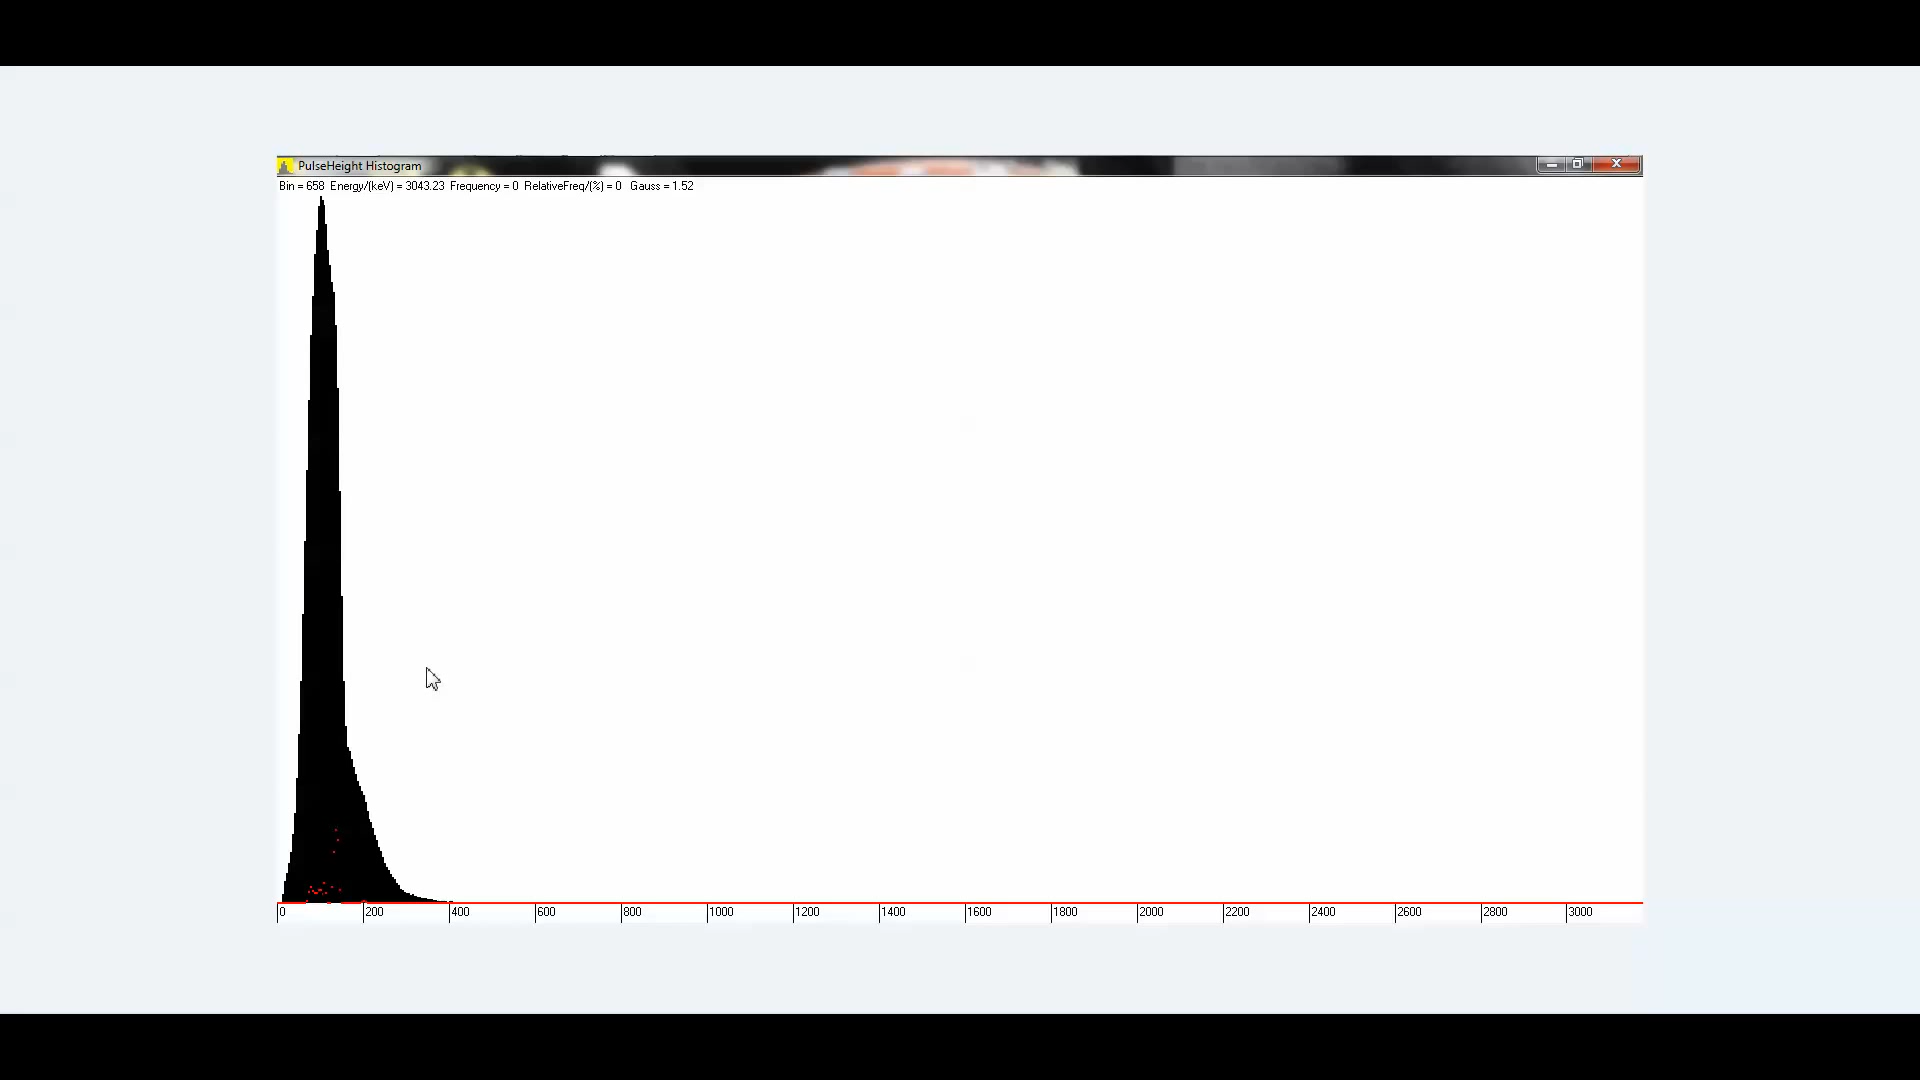 PulseHeight Histogram
Bin = 658 Energy/(keV) = 3043.23 Frequency = 0 RelativeFreq/(%) = 0 Gauss = 1.52
0 200 400 600 800 1000 1200 1400 1600 1800 2000 2200 2400 2600 2800 3000